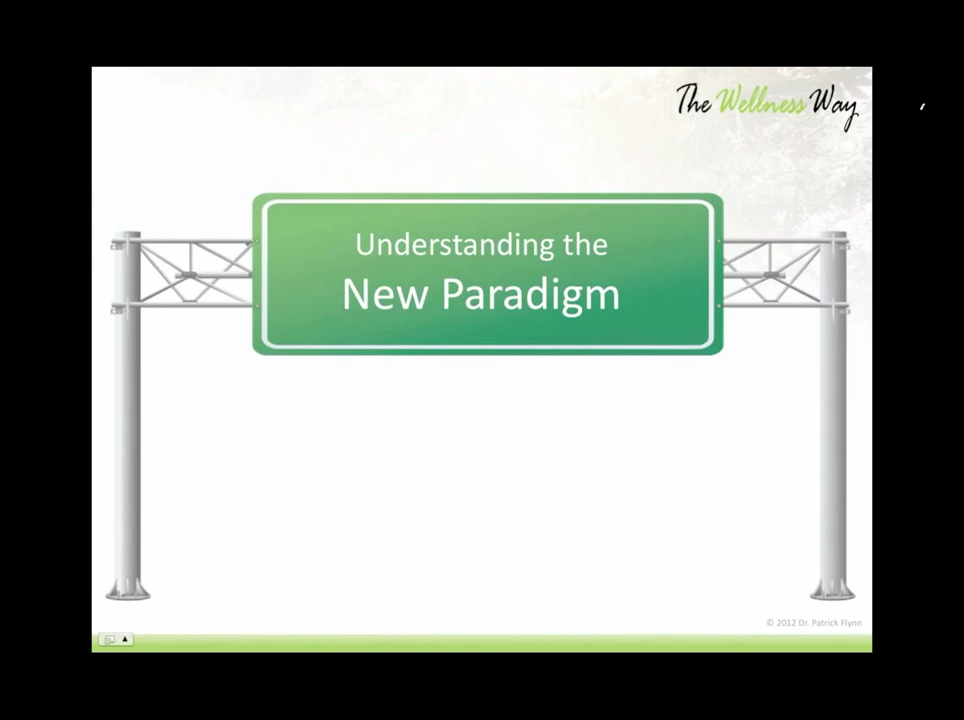 The Wellness Way
Understanding the
New Paradigm
© 2012 Dr. Patrick Flynn